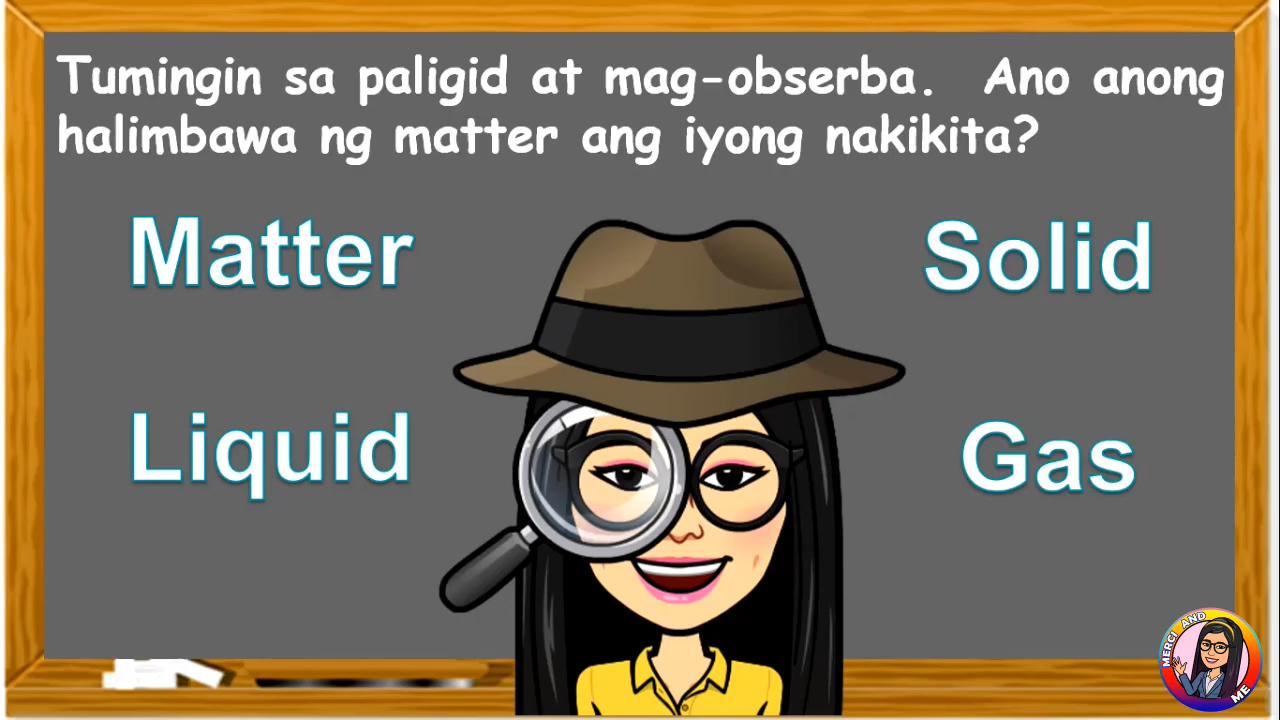 Tumingin sa paligid at mag-obserba. Ano anong
halimbawa ng matter ang iyong nakikita?
Matter
Solid
Liquid
Gas
MERCI AND ME